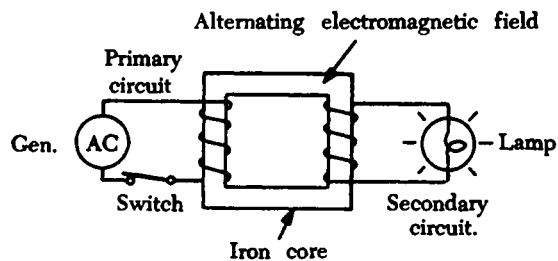 Alternating electromagnetic field
Primary
circuit
Gen.
AC
Lamp
Switch
Secondary
circuit.
Iron core